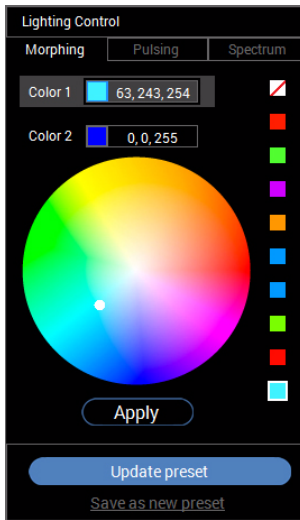 Lighting Control
Morphing Pulsing Spectrum
Color 1 63, 243, 254
Color 2 0, 0, 255
Apply
Update preset
Save as new preset